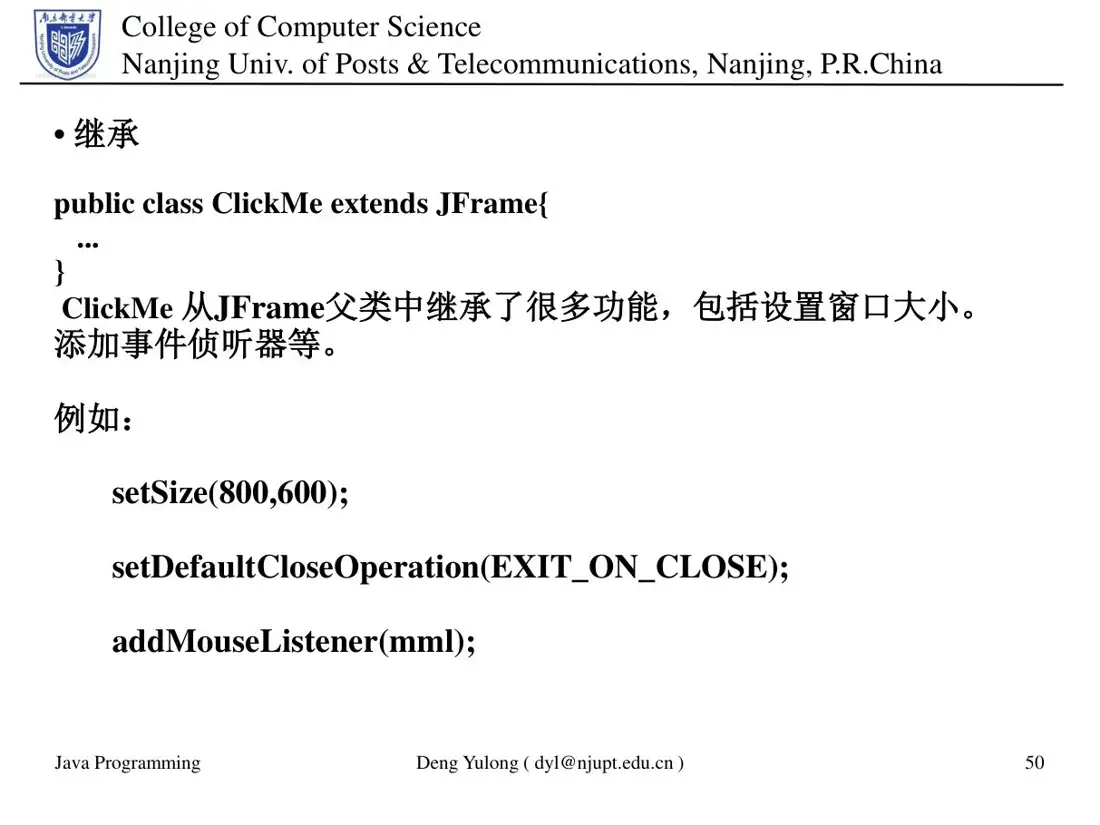 College of Computer Science
Nanjing Univ. of Posts & Telecommunications, Nanjing, P.R.China
• 继承
public class ClickMe extends JFrame{
...
}
ClickMe 从JFrame父类中继承了很多功能，包括设置窗口大小。
添加事件侦听器等。
例如：
setSize(800,600);
setDefaultCloseOperation(EXIT_ON_CLOSE);
addMouseListener(mml);
Java Programming
Deng Yulong ( dyl@njupt.edu.cn )
50